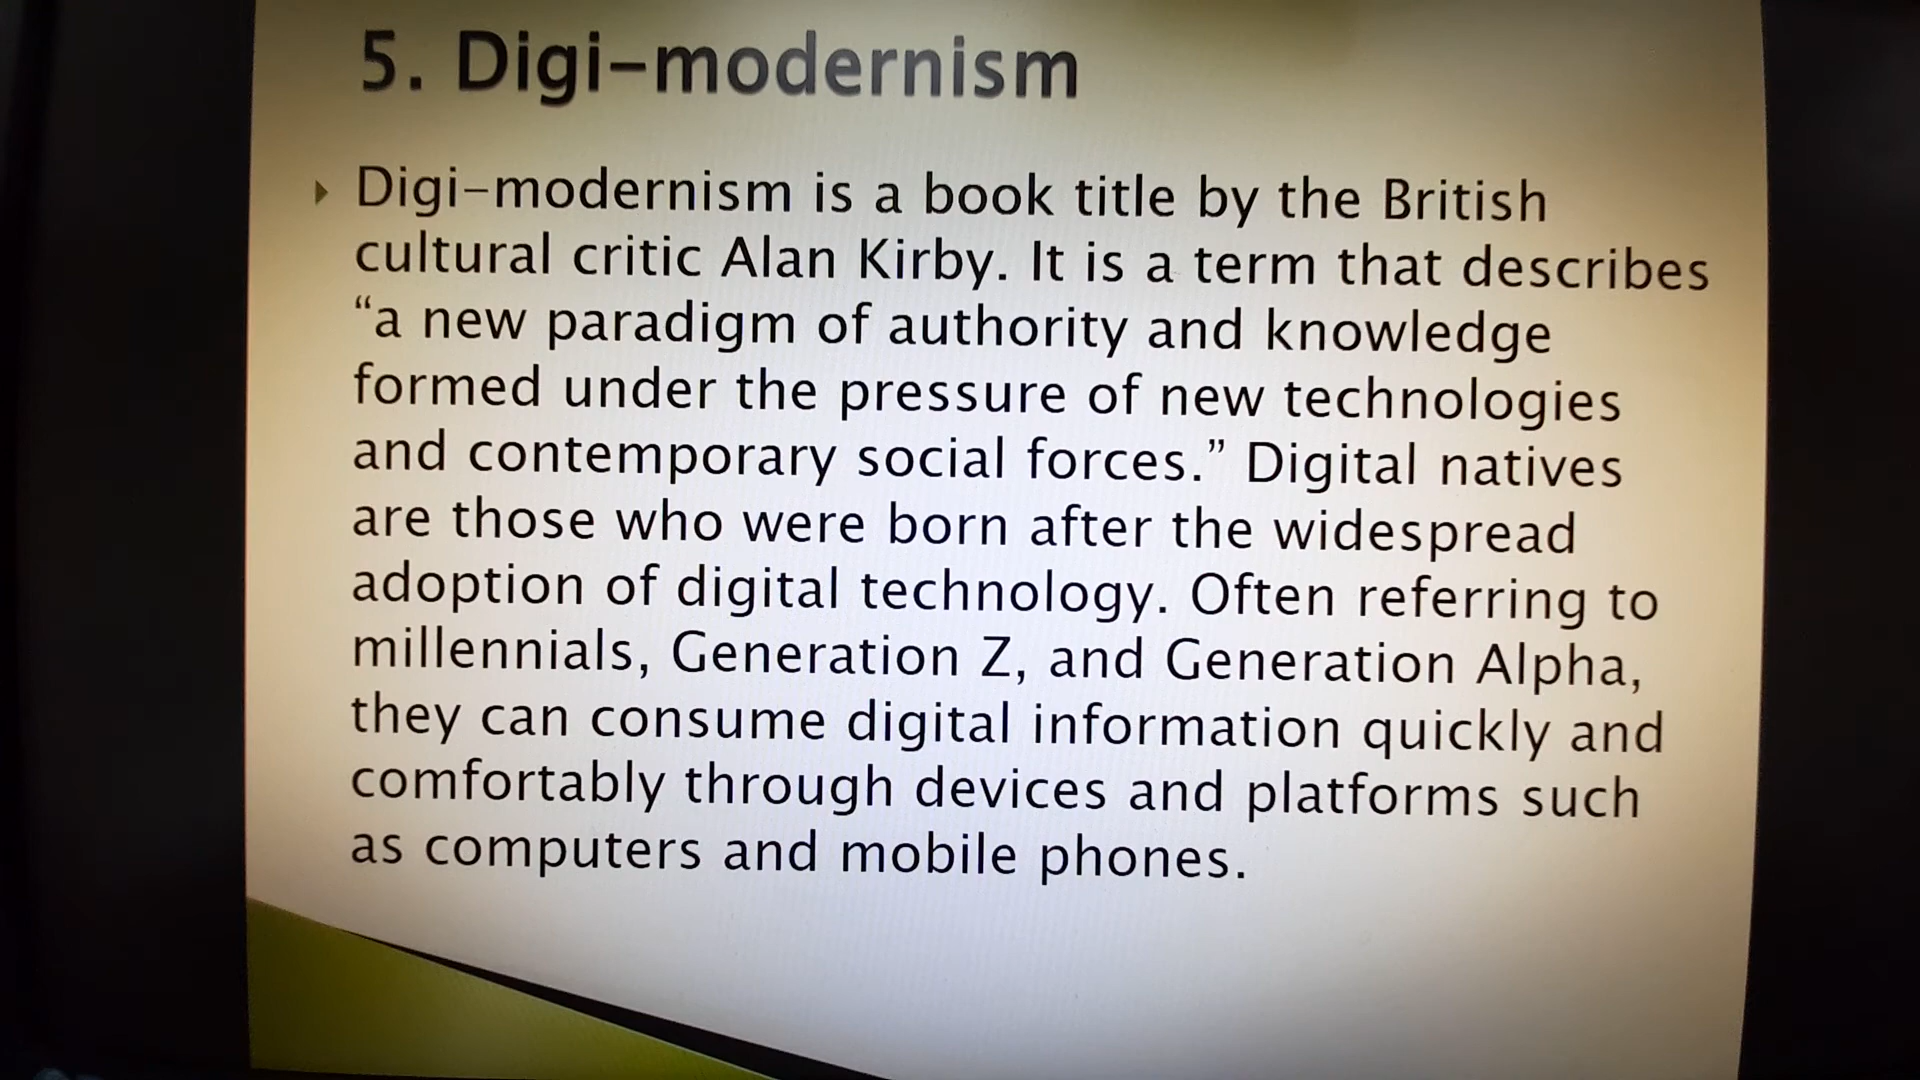 5. Digi-modernism
Digi-modernism is a book title by the British
cultural critic Alan Kirby. It is a term that describes
“a new paradigm of authority and knowledge
formed under the pressure of new technologies
and contemporary social forces.” Digital natives
are those who were born after the widespread
adoption of digital technology. Often referring to
millennials, Generation Z, and Generation Alpha,
they can consume digital information quickly and
comfortably through devices and platforms such
as computers and mobile phones.